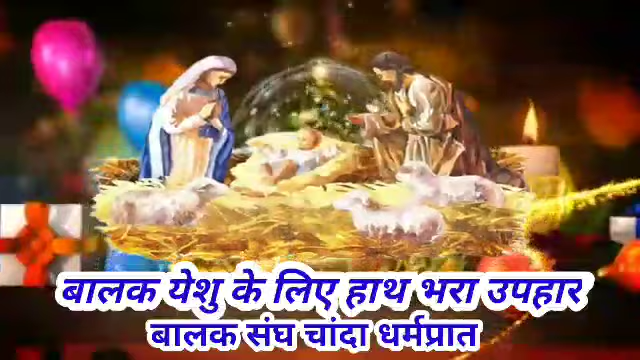 बालक येशु के लिए हाथ भरा उपहार
बालक संघ चांदा धर्मप्रात